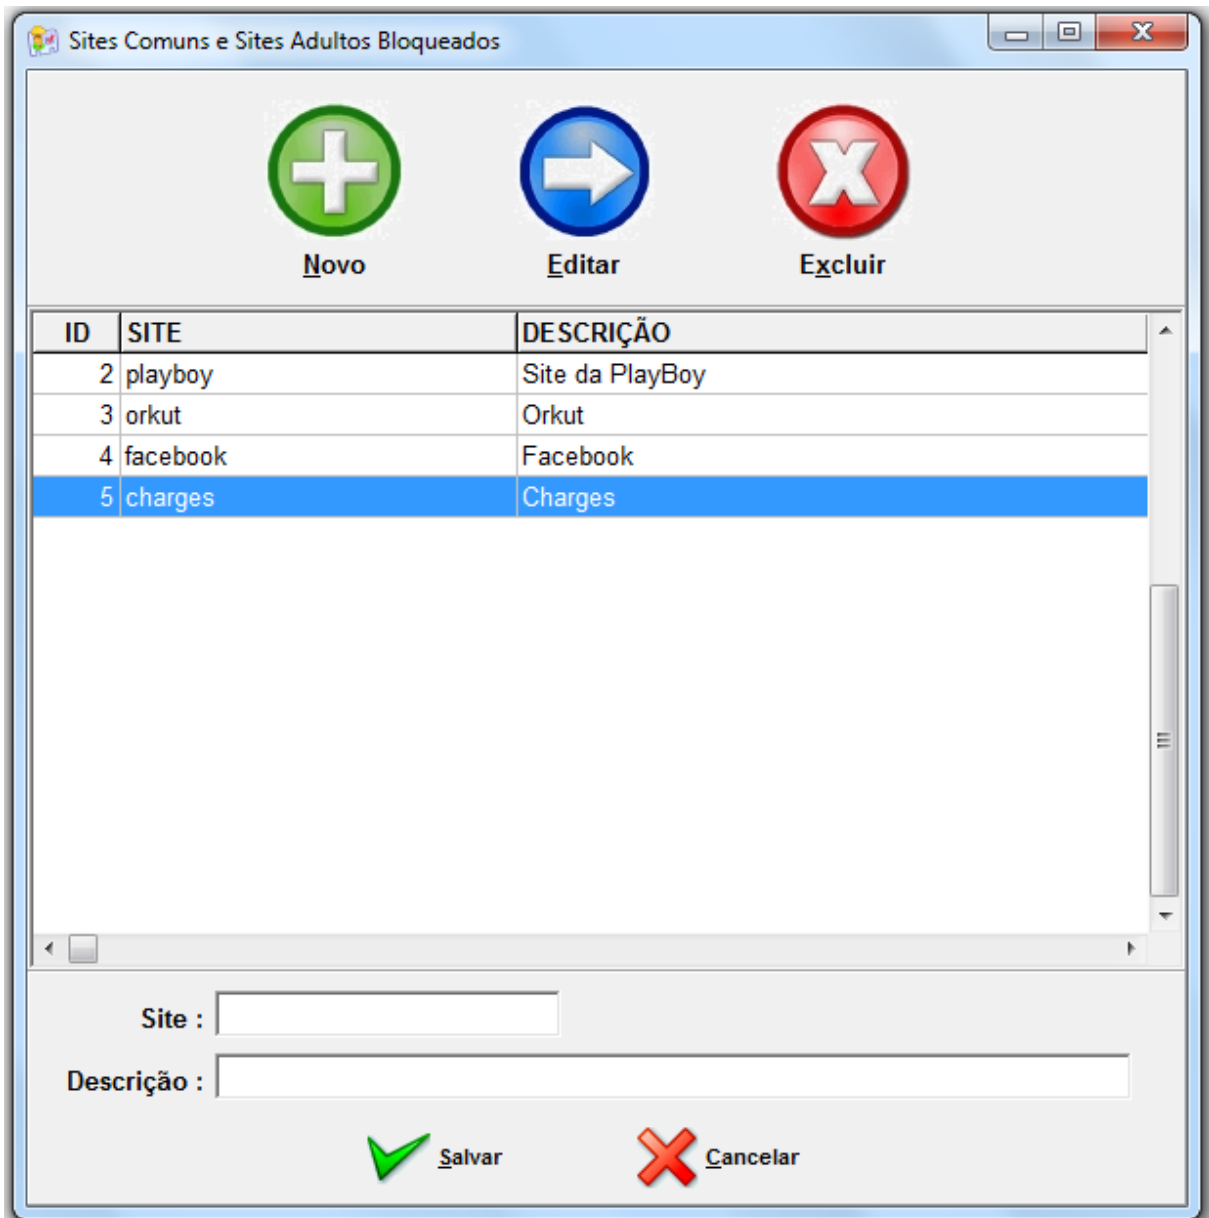 Sites Comuns e Sites Adultos Bloqueados
Novo Editar Excluir
ID SITE DESCRIÇÃO
2 playboy Site da PlayBoy
3 orkut Orkut
4 facebook Facebook
5 charges Charges
Site :
Descrição :
Salvar Cancelar